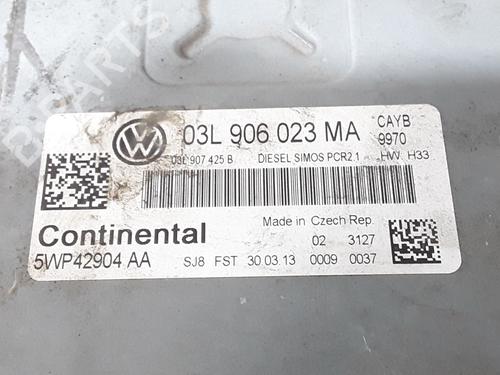 03L 906 023 MA CAYB
9970
03L 907 425 B DIESEL SIMOS PCR2.1 HW H33
Made in Czech Rep.
Continental 02 3127
5WP42904 AA SJ8 FST 30.03.13 0009 0037
B-PARTS